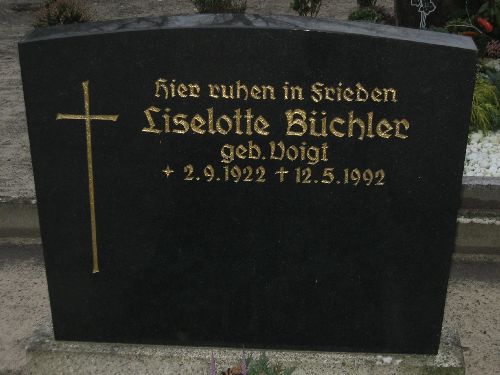 Hier ruhen in Frieden
Liselotte Büchler
geb. Voigt
+ 2.9.1922 + 12.5.1992